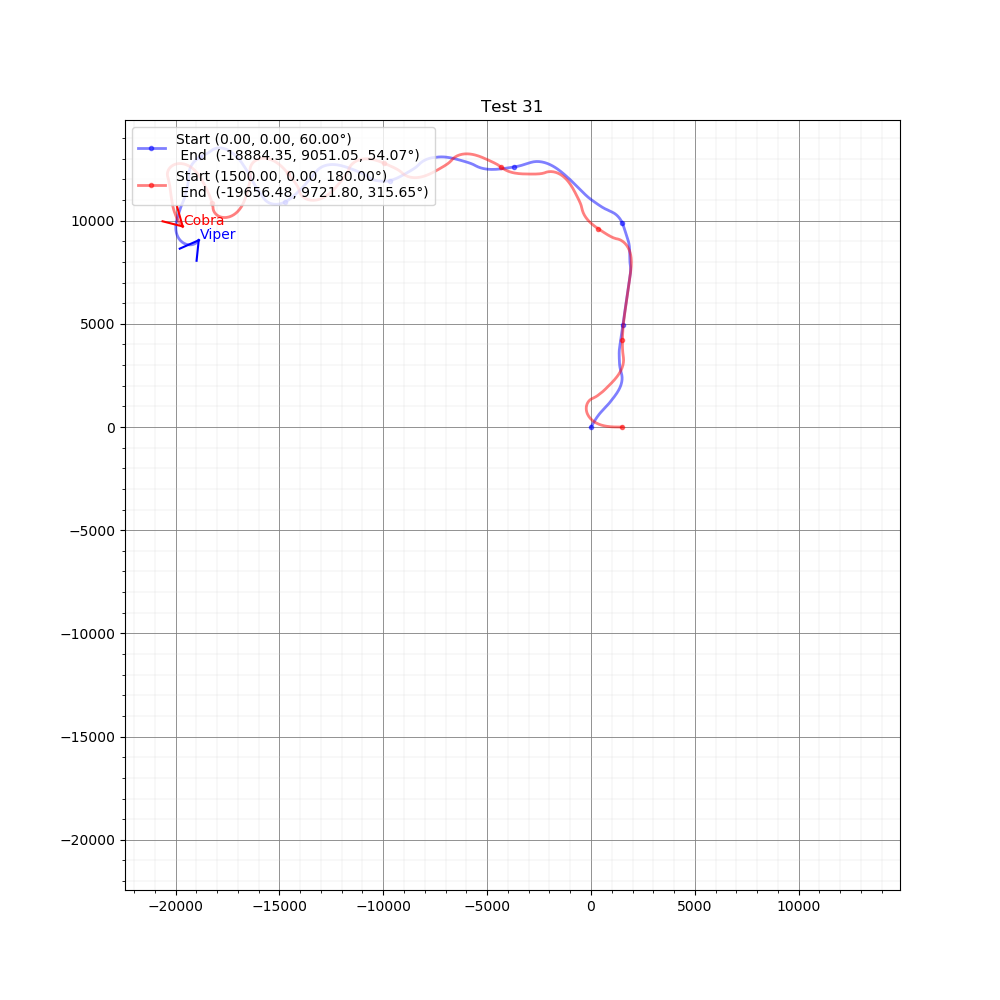 Test 31
Start (0.00, 0.00, 60.00°)
End (-18884.35, 9051.05, 54.07°)
Start (1500.00, 0.00, 180.00°)
End (-19656.48, 9721.80, 315.65°)
Cobra
Viper
10000
5000
0
−5000
−10000
−15000
−20000
−20000 −15000 −10000 −5000 0 5000 10000